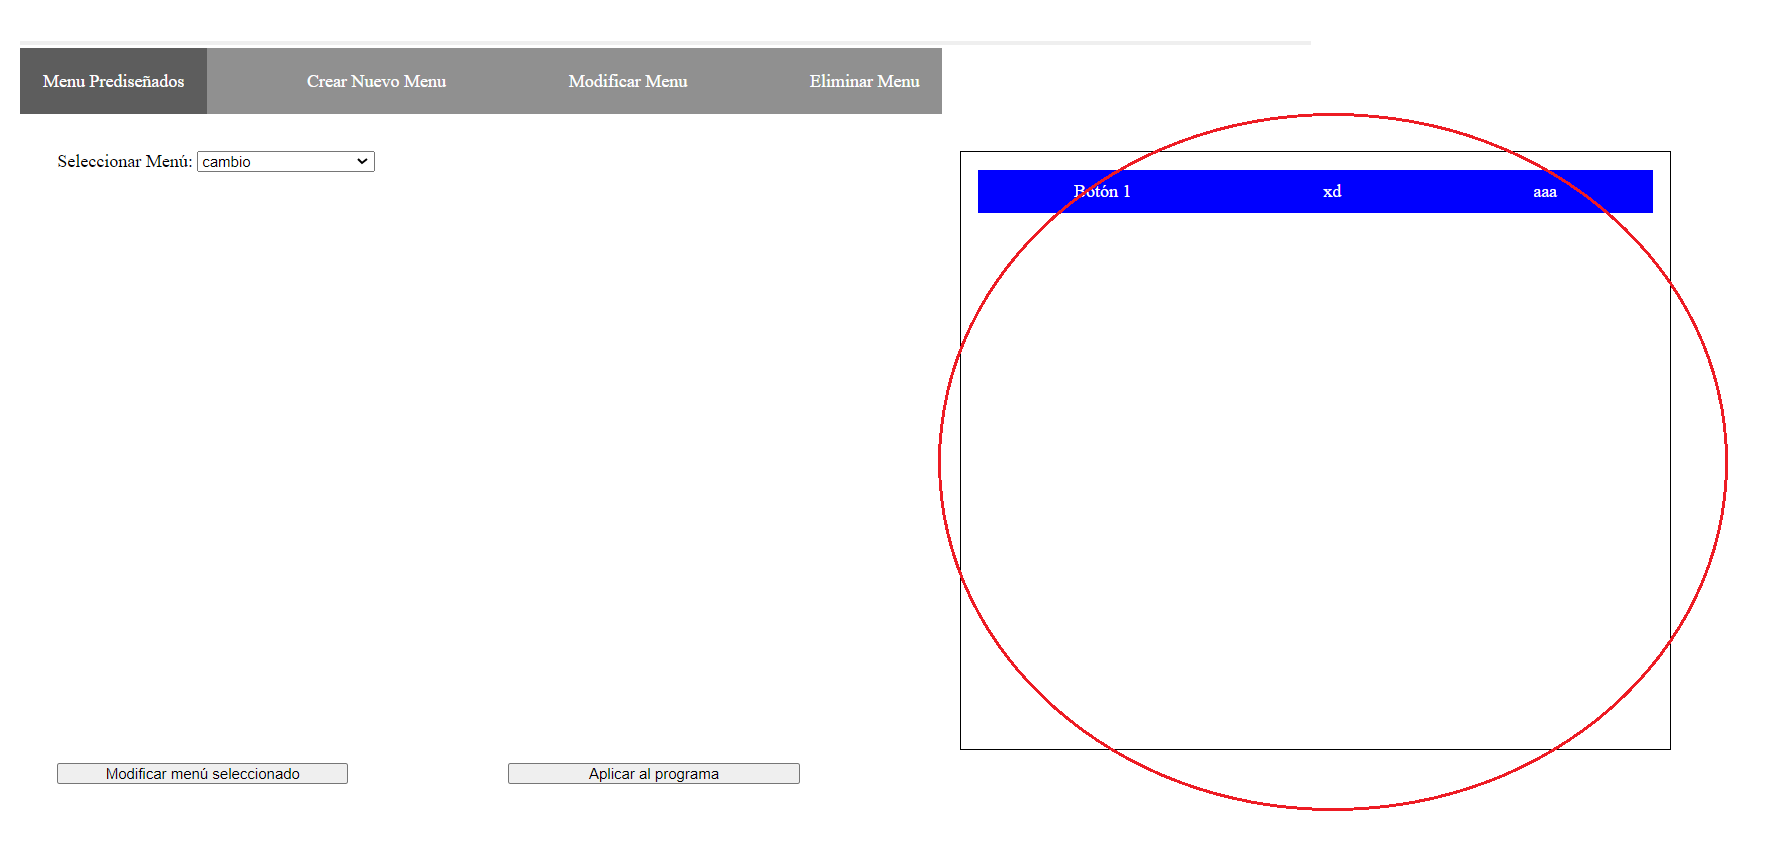 Menu Prediseñados Crear Nuevo Menu Modificar Menu Eliminar Menu
Seleccionar Menú: cambio
Botón 1 xd aaa
Modificar menú seleccionado Aplicar al programa